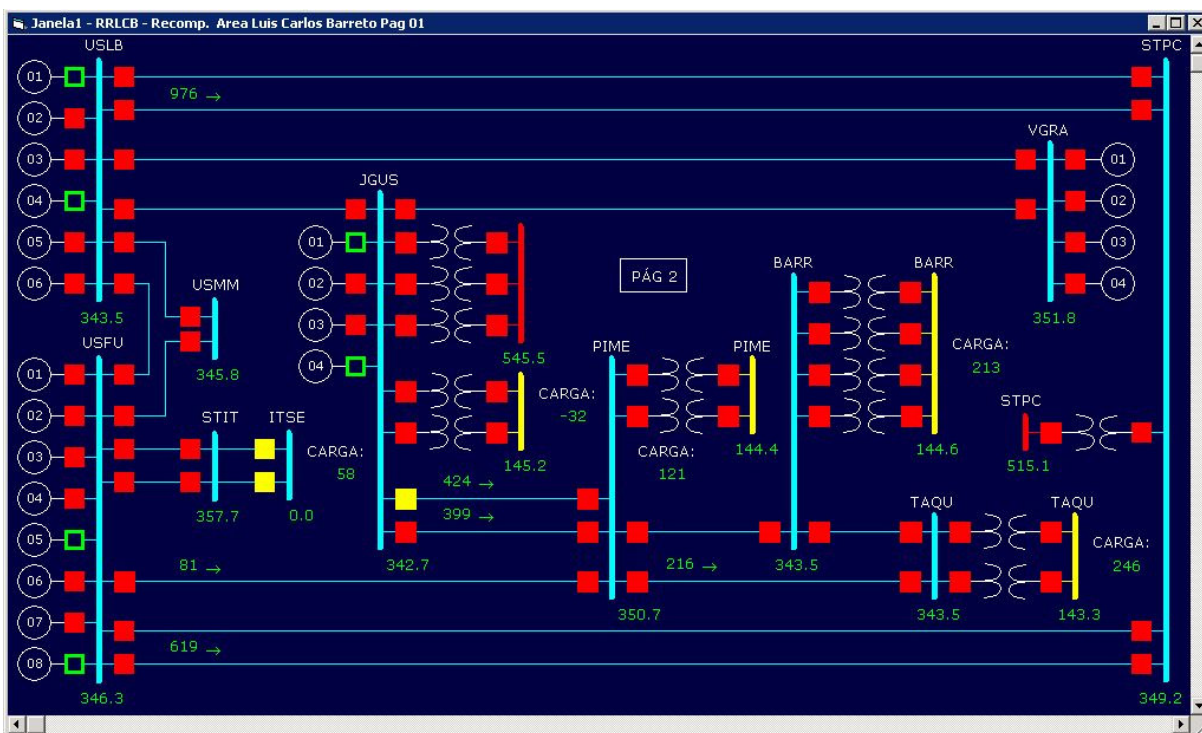 Janela1 - RRLCB - Recomp. Area Luis Carlos Barreto Pag 01
USLB
STPC
01
976 →
02
VGRA
03
01
JGUS
04
02
05
01
03
BARR
BARR
06
USMM
02
PÁG 2
04
343.5
03
351.8
USFU
545.5
PIME
PIME
CARGA:
213
01
345.8
04
CARGA:
-32
02
STIT
ITSE
STPC
03
CARGA:
58
145.2
CARGA:
121
144.4
144.6
515.1
04
424 →
357.7
0.0
399 →
TAQU
TAQU
05
CARGA:
246
06
81 →
342.7
216 →
343.5
07
350.7
343.5
143.3
08
619 →
346.3
349.2